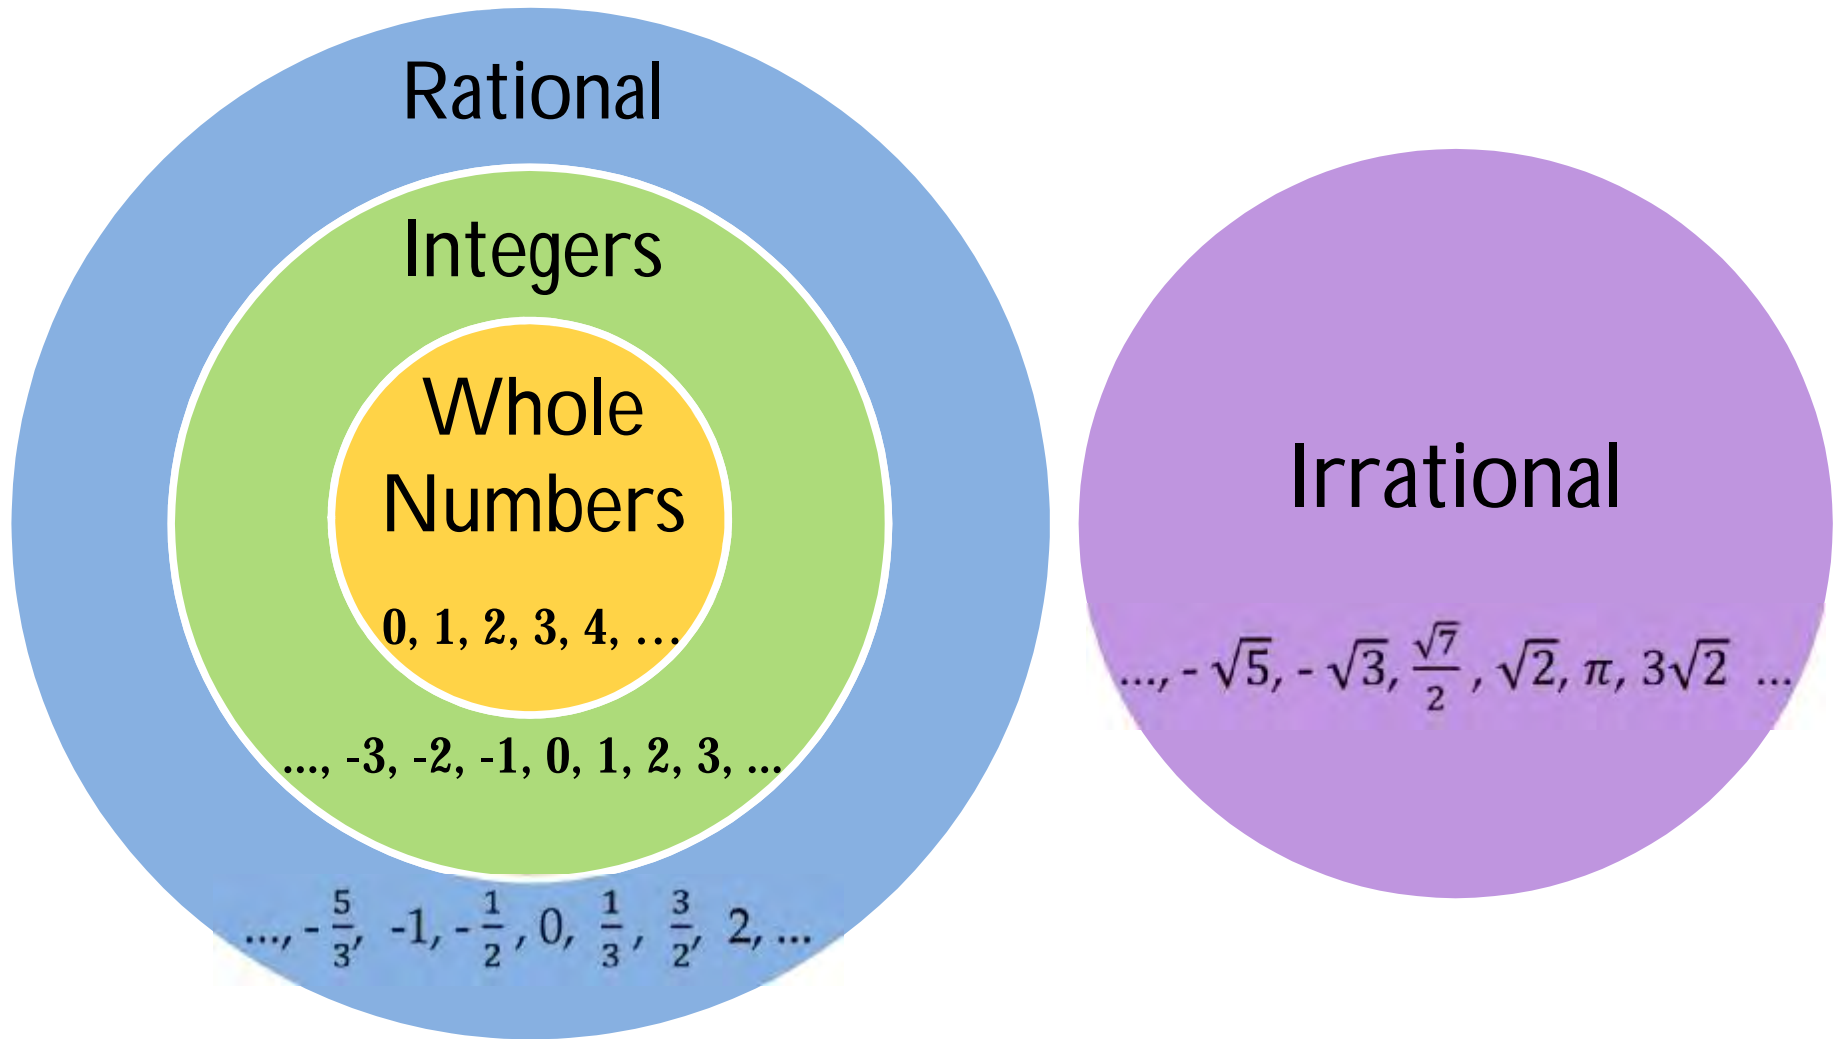 Rational
Integers
Whole
Numbers
0, 1, 2, 3, 4, …
..., -3, -2, -1, 0, 1, 2, 3, ...
..., - 5/3, -1, - 1/2, 0, 1/3, 3/2, 2, ...
Irrational
..., - √5, - √3, √7/2, √2, π, 3√2 ...